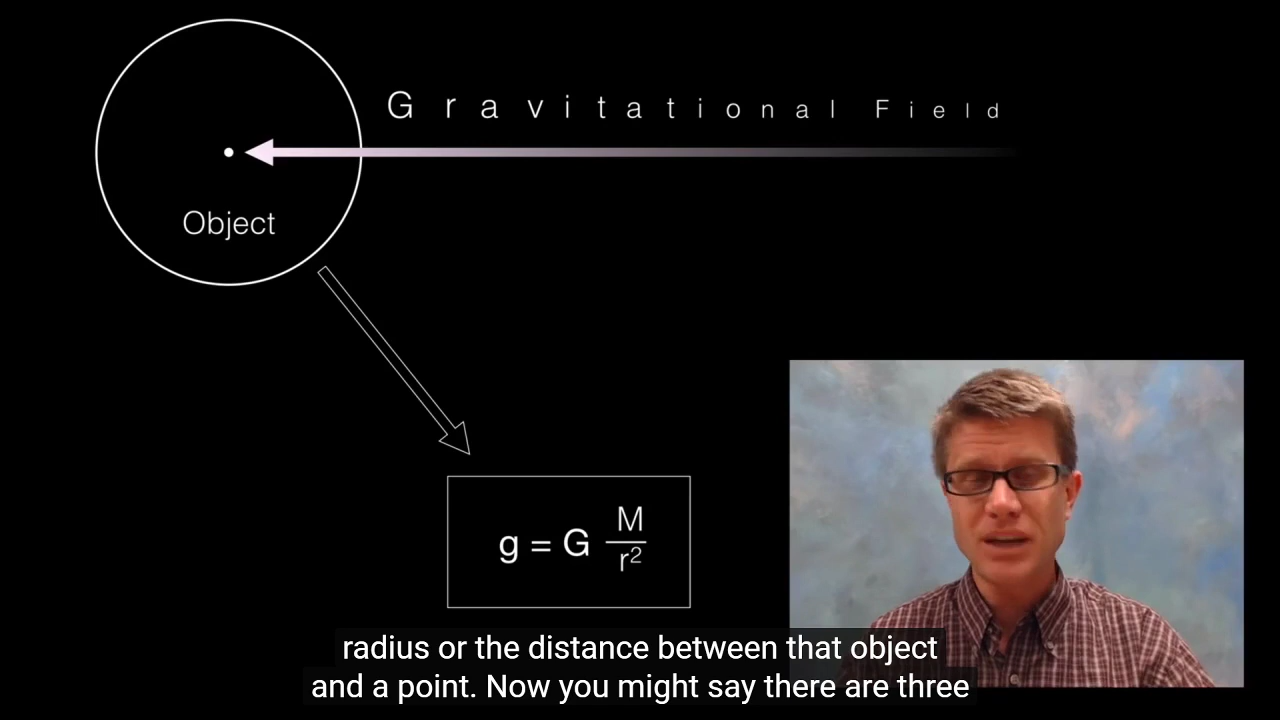 Gravitational Field
Object
g = G M/r²
radius or the distance between that object
and a point. Now you might say there are three